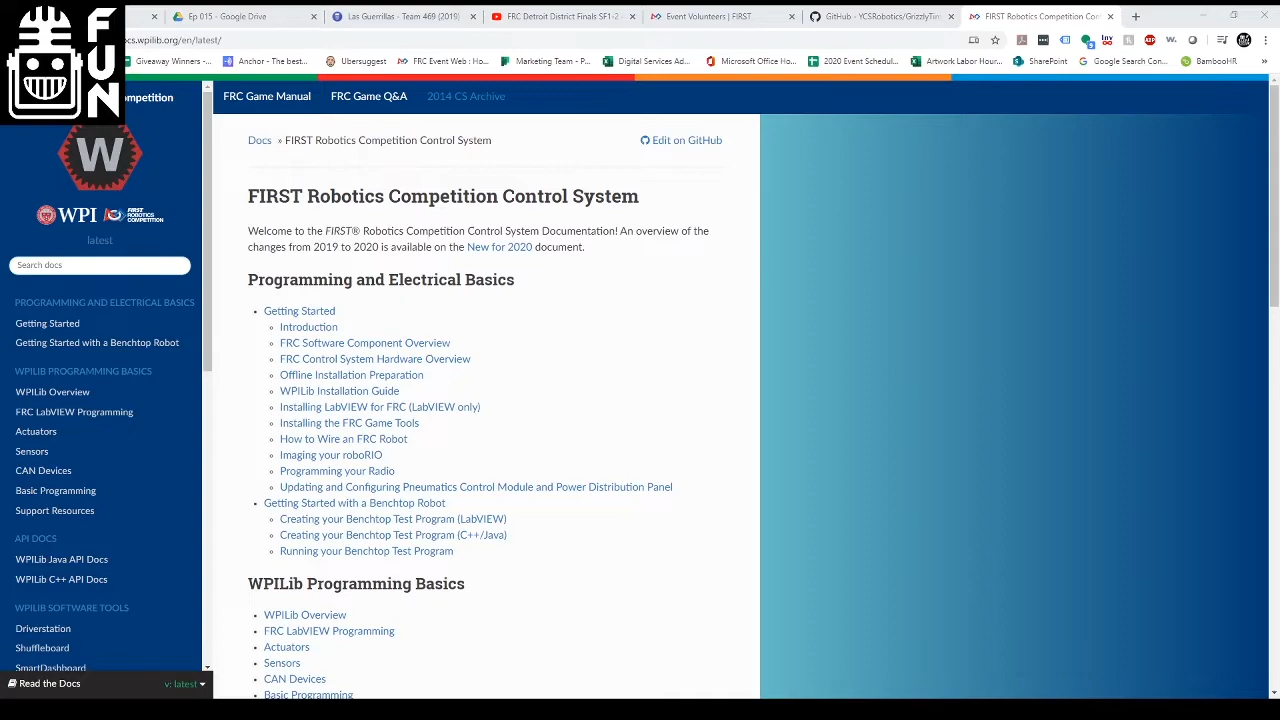 Ep 015 - Google Drive
Las Guerrillas - Team 469 (2019)
FRC Detroit District Finals SF1-2
Event Volunteers | FIRST
GitHub - YCSRobotics/GrizzlyTim
FIRST Robotics Competition Cont
FUN
cs.wpilib.org/en/latest/
Giveaway Winners -...
Anchor - The best...
Ubersuggest
FRC Event Web : Ho...
Marketing Team - P...
Digital Services Ad...
Microsoft Office Ho...
2020 Event Schedul...
Artwork Labor Hour...
SharePoint
Google Search Con...
BambooHR
ompetition
FRC Game Manual
FRC Game Q&A
2014 CS Archive
W
WPI FIRST ROBOTICS COMPETITION
latest
Search docs
PROGRAMMING AND ELECTRICAL BASICS
Getting Started
Getting Started with a Benchtop Robot
WPILIB PROGRAMMING BASICS
WPILib Overview
FRC LabVIEW Programming
Actuators
Sensors
CAN Devices
Basic Programming
Support Resources
API DOCS
WPILib Java API Docs
WPILib C++ API Docs
WPILIB SOFTWARE TOOLS
Driverstation
Shuffleboard
SmartDashboard
Read the Docs
v: latest
Docs » FIRST Robotics Competition Control System
Edit on GitHub
FIRST Robotics Competition Control System
Welcome to the FIRST® Robotics Competition Control System Documentation! An overview of the
changes from 2019 to 2020 is available on the New for 2020 document.
Programming and Electrical Basics
Getting Started
Introduction
FRC Software Component Overview
FRC Control System Hardware Overview
Offline Installation Preparation
WPILib Installation Guide
Installing LabVIEW for FRC (LabVIEW only)
Installing the FRC Game Tools
How to Wire an FRC Robot
Imaging your roboRIO
Programming your Radio
Updating and Configuring Pneumatics Control Module and Power Distribution Panel
Getting Started with a Benchtop Robot
Creating your Benchtop Test Program (LabVIEW)
Creating your Benchtop Test Program (C++/Java)
Running your Benchtop Test Program
WPILib Programming Basics
WPILib Overview
FRC LabVIEW Programming
Actuators
Sensors
CAN Devices
Basic Programming